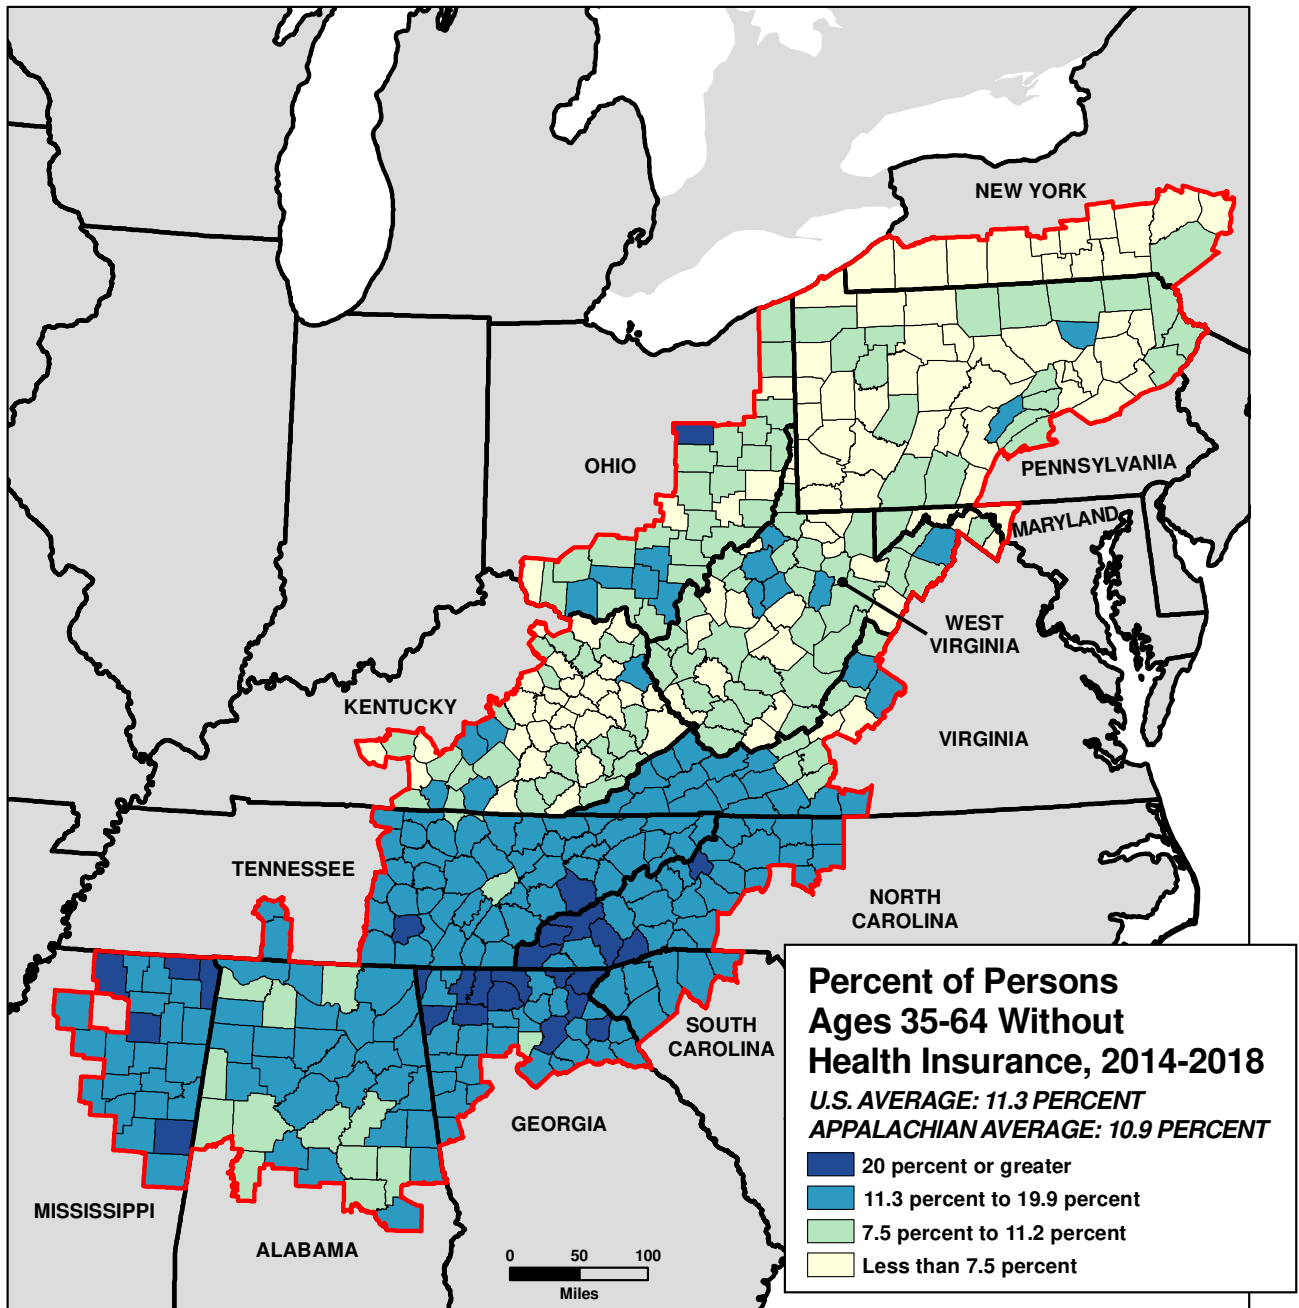 NEW YORK
OHIO
PENNSYLVANIA
MARYLAND
WEST
VIRGINIA
KENTUCKY
VIRGINIA
TENNESSEE
NORTH
CAROLINA
SOUTH
CAROLINA
GEORGIA
MISSISSIPPI
ALABAMA
0 50 100
Miles
Percent of Persons
Ages 35-64 Without
Health Insurance, 2014-2018
U.S. AVERAGE: 11.3 PERCENT
APPALACHIAN AVERAGE: 10.9 PERCENT
20 percent or greater
11.3 percent to 19.9 percent
7.5 percent to 11.2 percent
Less than 7.5 percent